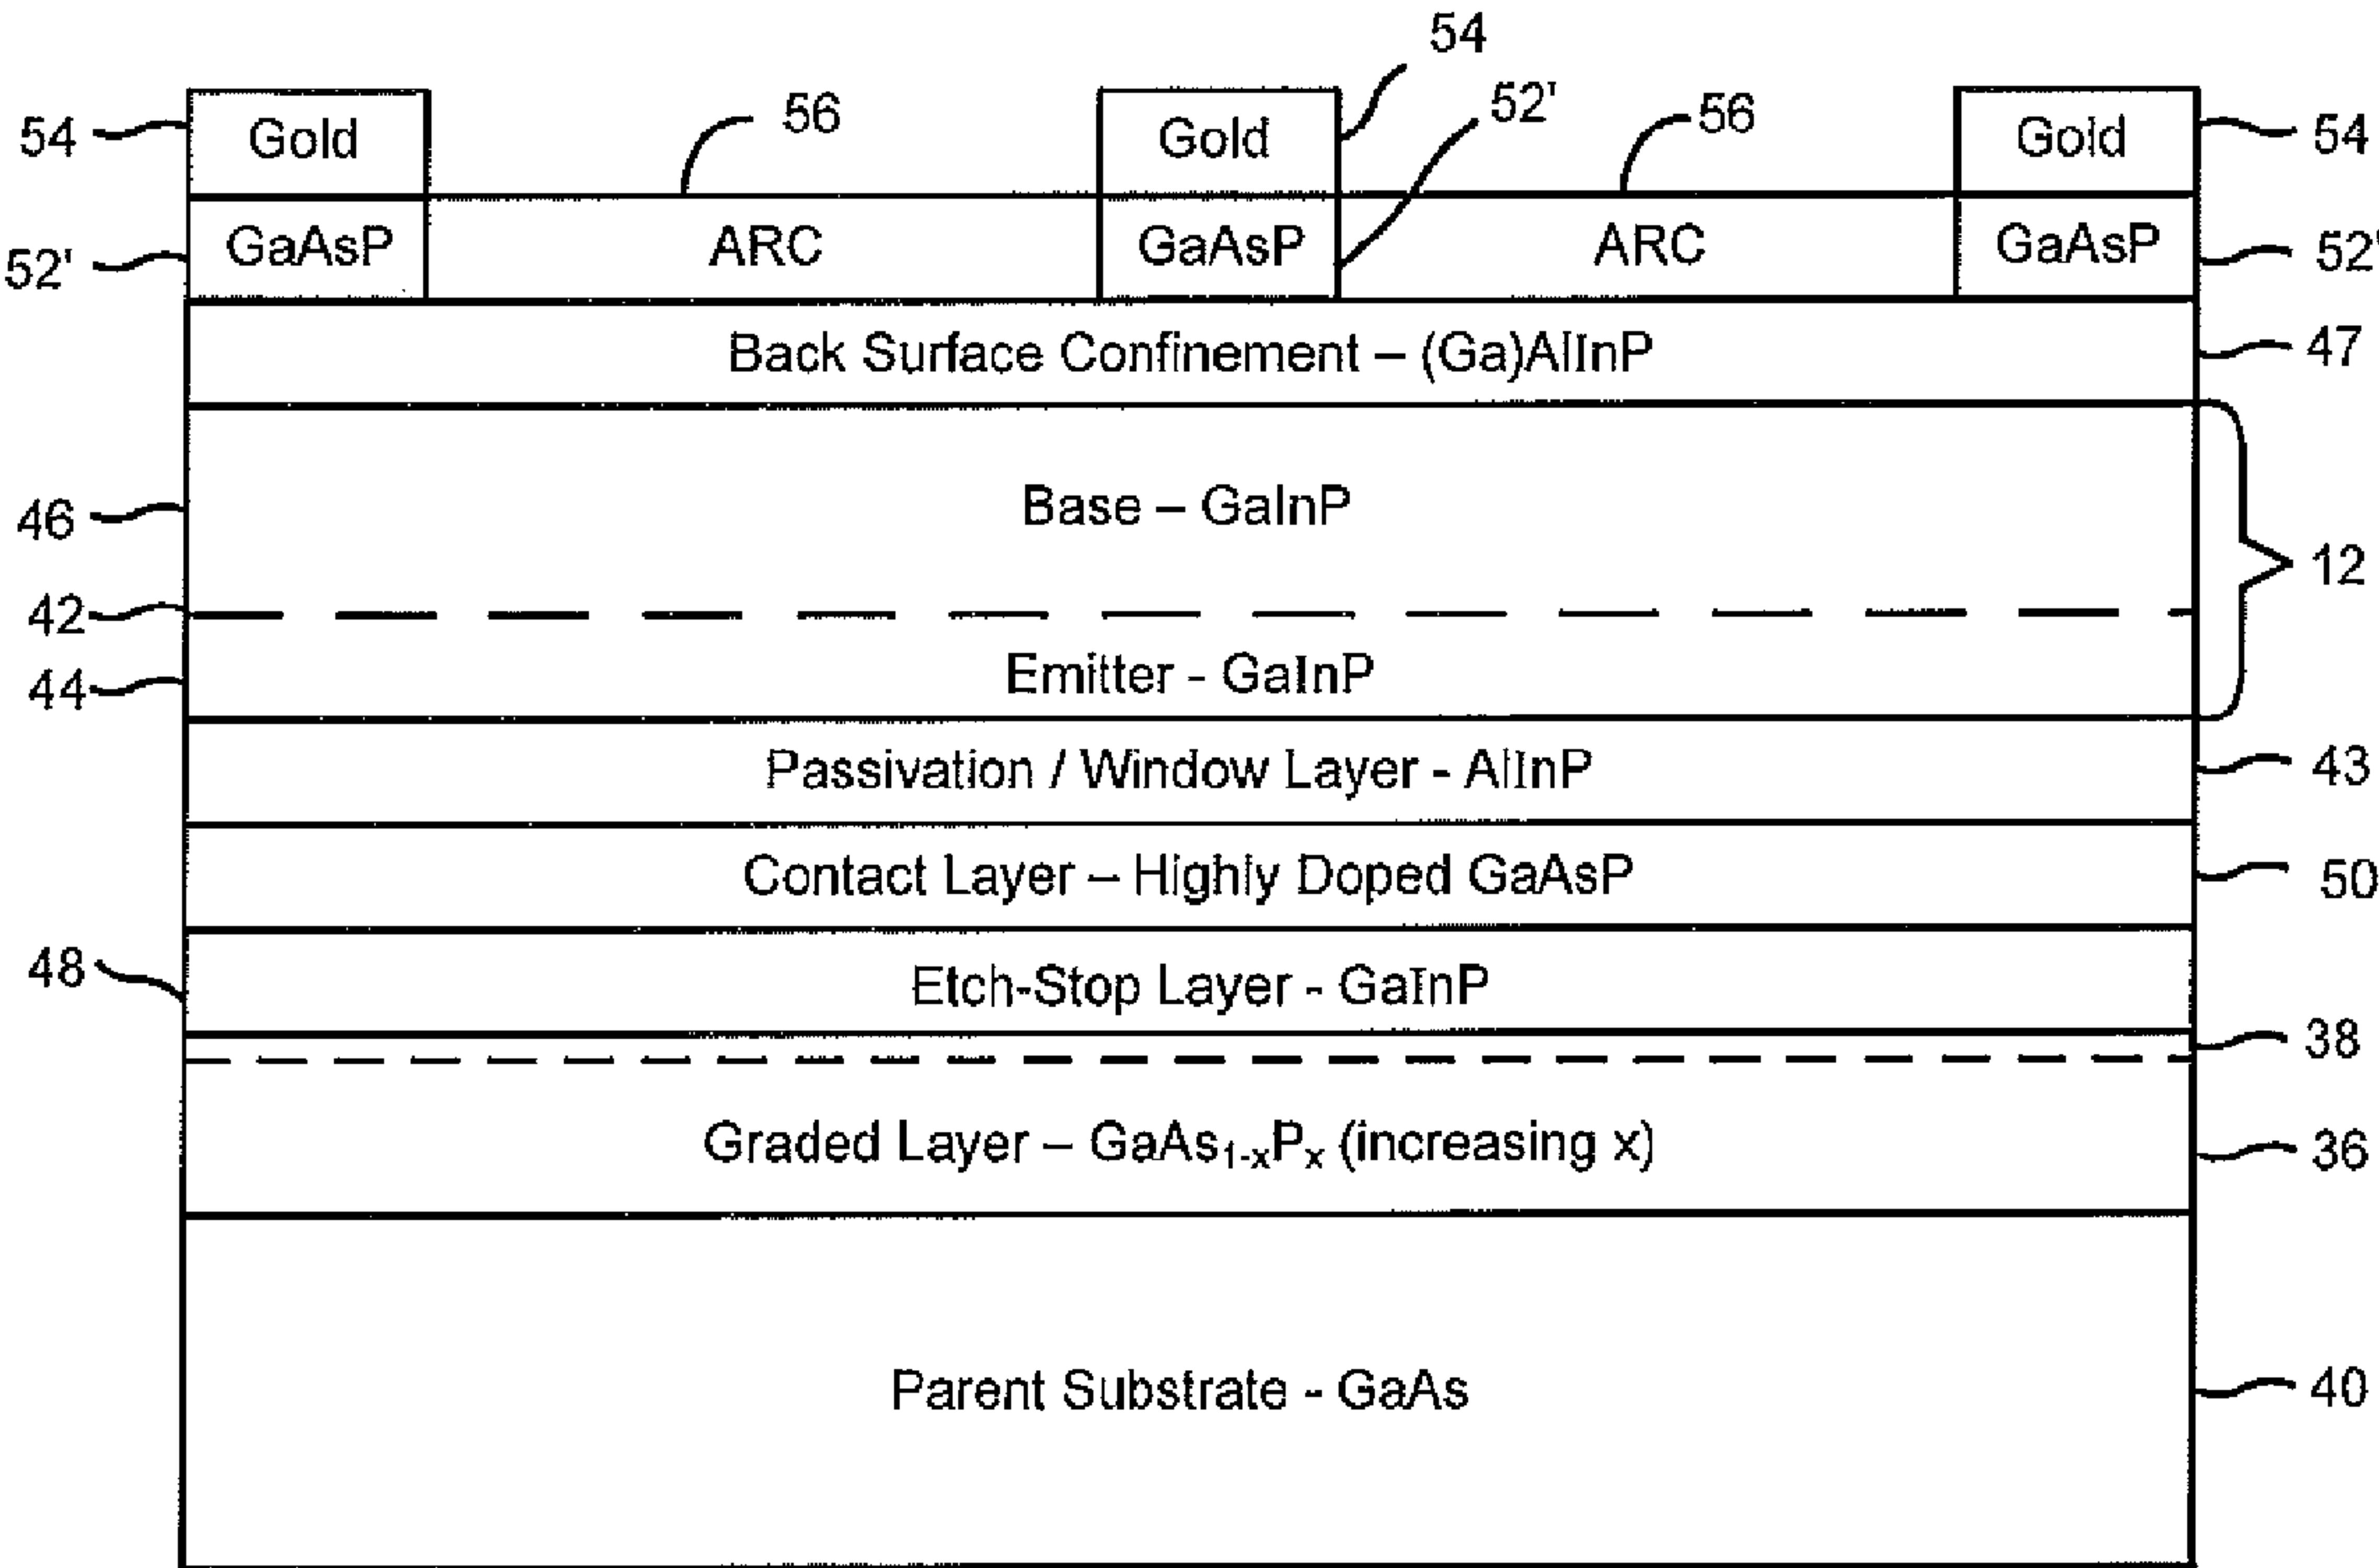 54
54 Gold 56 Gold 52' 56 Gold 54
52' GaAsP ARC GaAsP ARC GaAsP 52'
Back Surface Confinement – (Ga)AlInP 47
46 Base – GaInP
12
42
44 Emitter - GaInP
Passivation / Window Layer - AlInP 43
Contact Layer – Highly Doped GaAsP 50
48 Etch-Stop Layer - GaInP
38
Graded Layer – GaAs₁₋ₓPₓ (increasing x) 36
Parent Substrate - GaAs 40